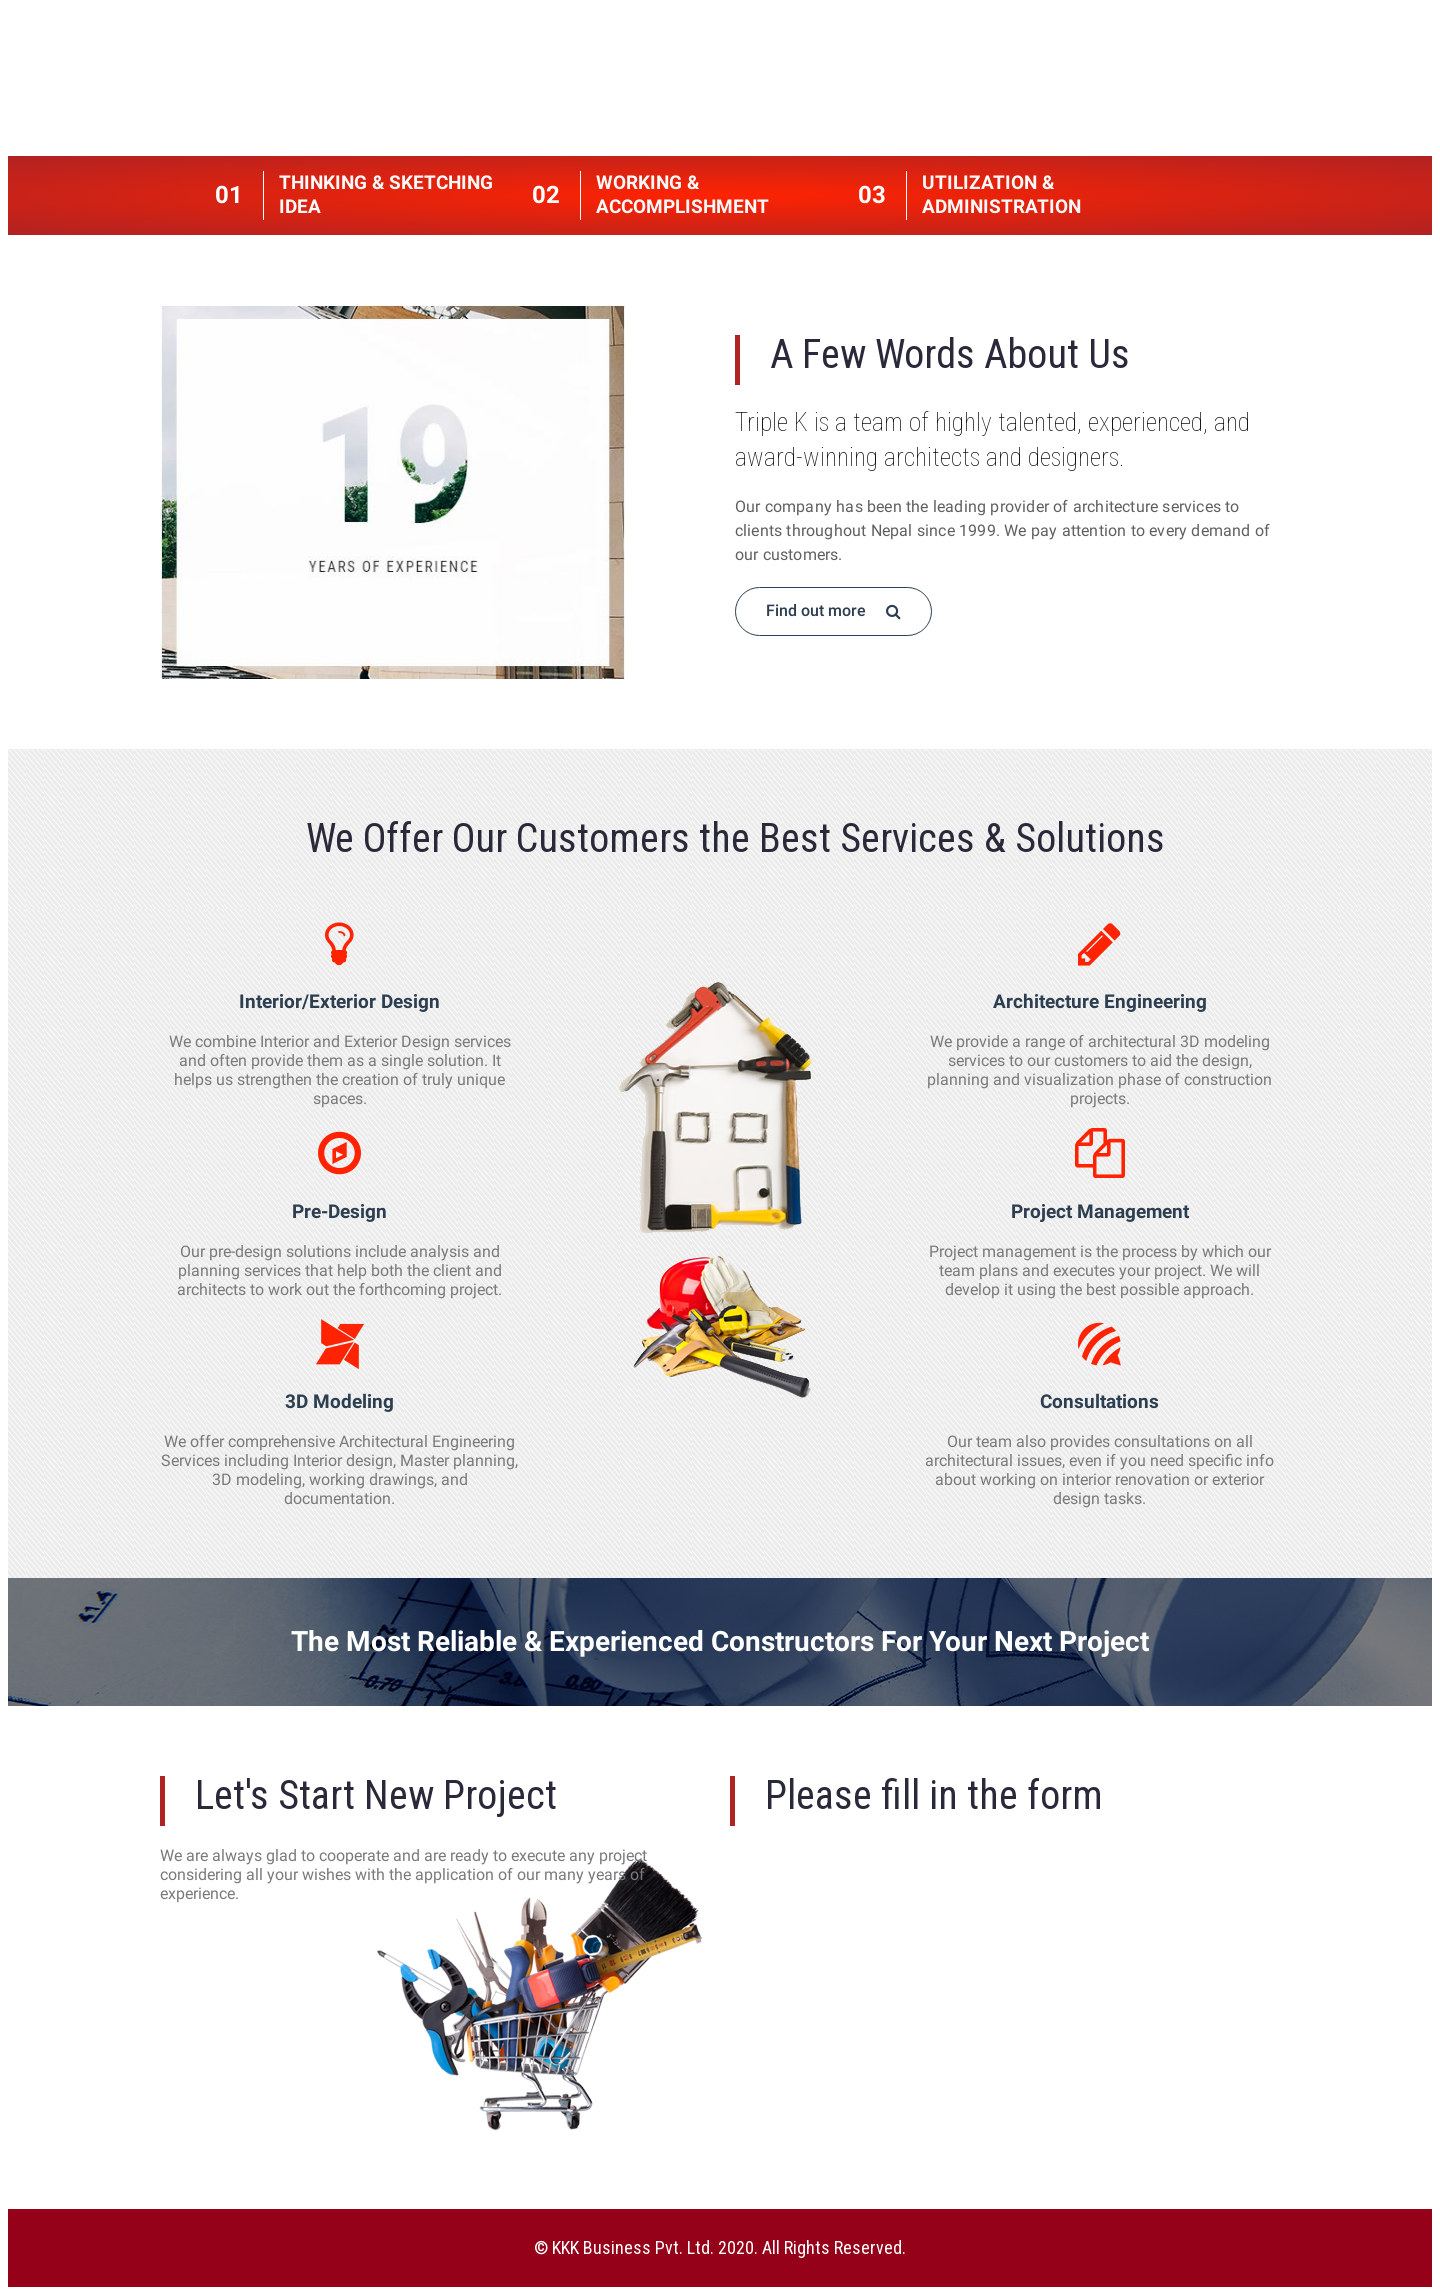 01
THINKING & SKETCHING
IDEA
02
WORKING &
ACCOMPLISHMENT
03
UTILIZATION &
ADMINISTRATION
19
YEARS OF EXPERIENCE
A Few Words About Us
Triple K is a team of highly talented, experienced, and
award-winning architects and designers.
Our company has been the leading provider of architecture services to
clients throughout Nepal since 1999. We pay attention to every demand of
our customers.
Find out more
We Offer Our Customers the Best Services & Solutions
Interior/Exterior Design
We combine Interior and Exterior Design services
and often provide them as a single solution. It
helps us strengthen the creation of truly unique
spaces.
Pre-Design
Our pre-design solutions include analysis and
planning services that help both the client and
architects to work out the forthcoming project.
3D Modeling
We offer comprehensive Architectural Engineering
Services including Interior design, Master planning,
3D modeling, working drawings, and
documentation.
Architecture Engineering
We provide a range of architectural 3D modeling
services to our customers to aid the design,
planning and visualization phase of construction
projects.
Project Management
Project management is the process by which our
team plans and executes your project. We will
develop it using the best possible approach.
Consultations
Our team also provides consultations on all
architectural issues, even if you need specific info
about working on interior renovation or exterior
design tasks.
The Most Reliable & Experienced Constructors For Your Next Project
0.70
0.80
Let's Start New Project
We are always glad to cooperate and are ready to execute any project
considering all your wishes with the application of our many years of
experience.
Please fill in the form
© KKK Business Pvt. Ltd. 2020. All Rights Reserved.